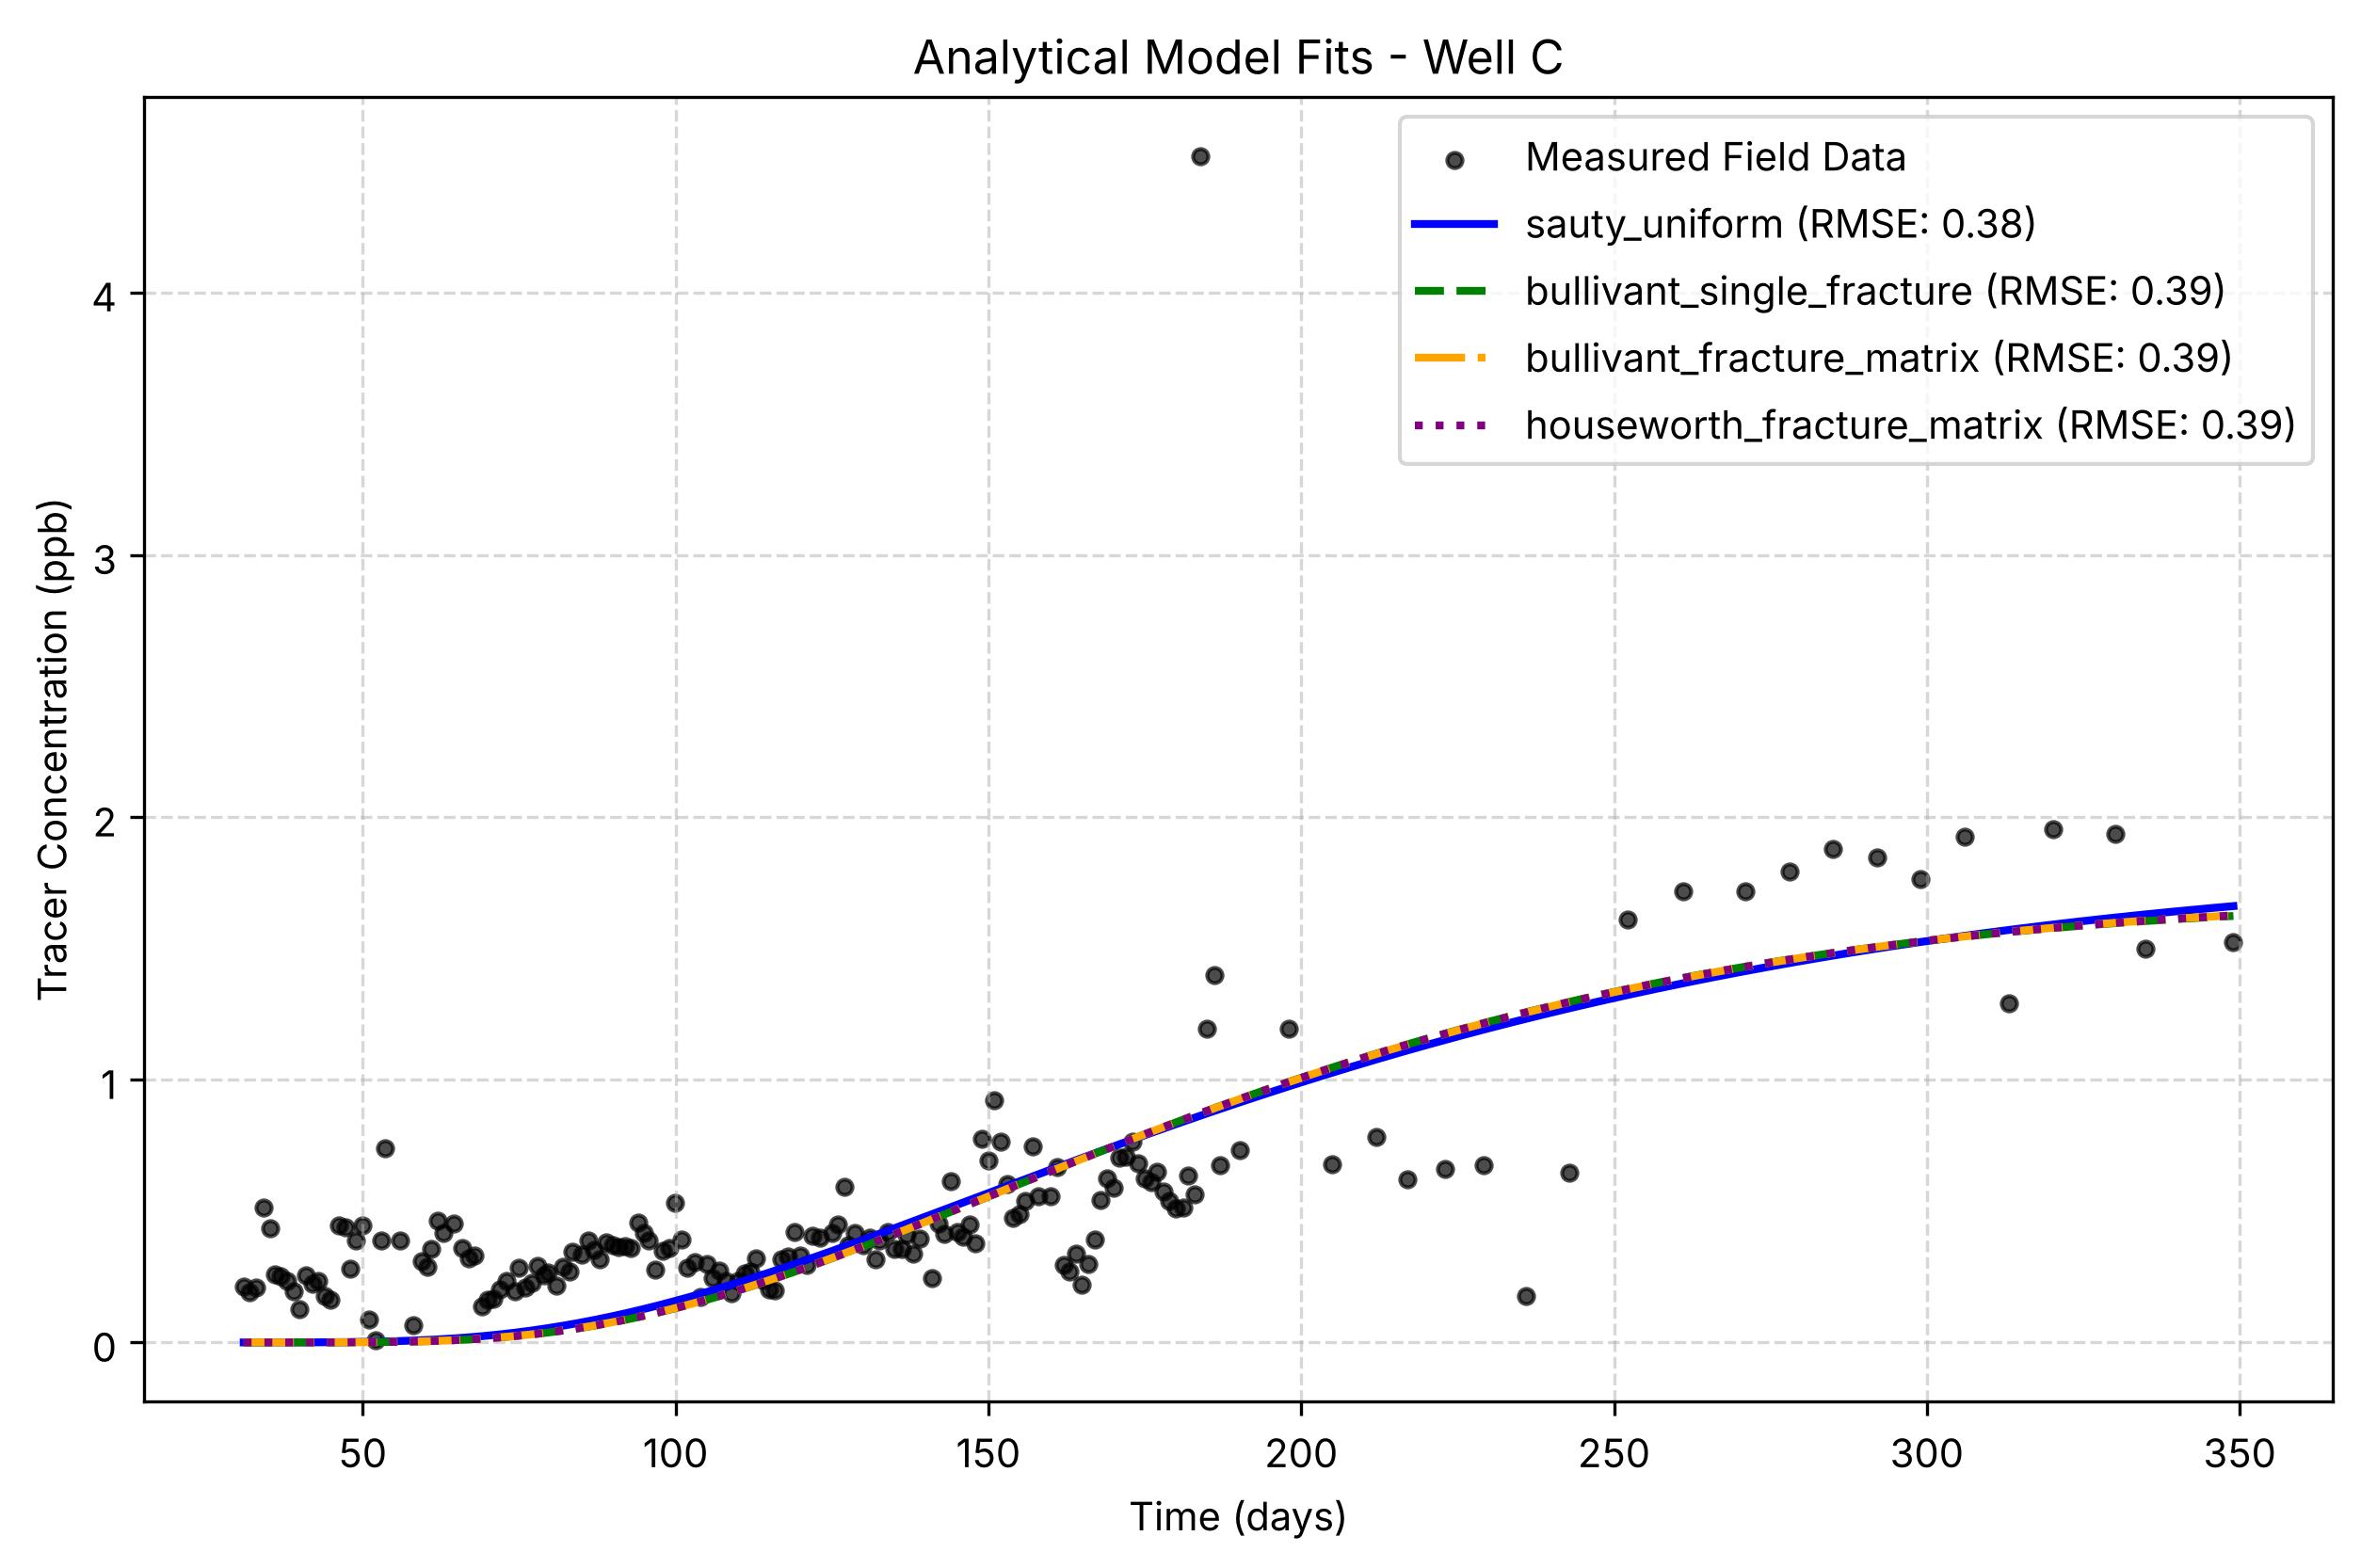 Analytical Model Fits - Well C
Measured Field Data
sauty_uniform (RMSE: 0.38)
bullivant_single_fracture (RMSE: 0.39)
bullivant_fracture_matrix (RMSE: 0.39)
houseworth_fracture_matrix (RMSE: 0.39)
Tracer Concentration (ppb)
4
3
2
1
0
50 100 150 200 250 300 350
Time (days)